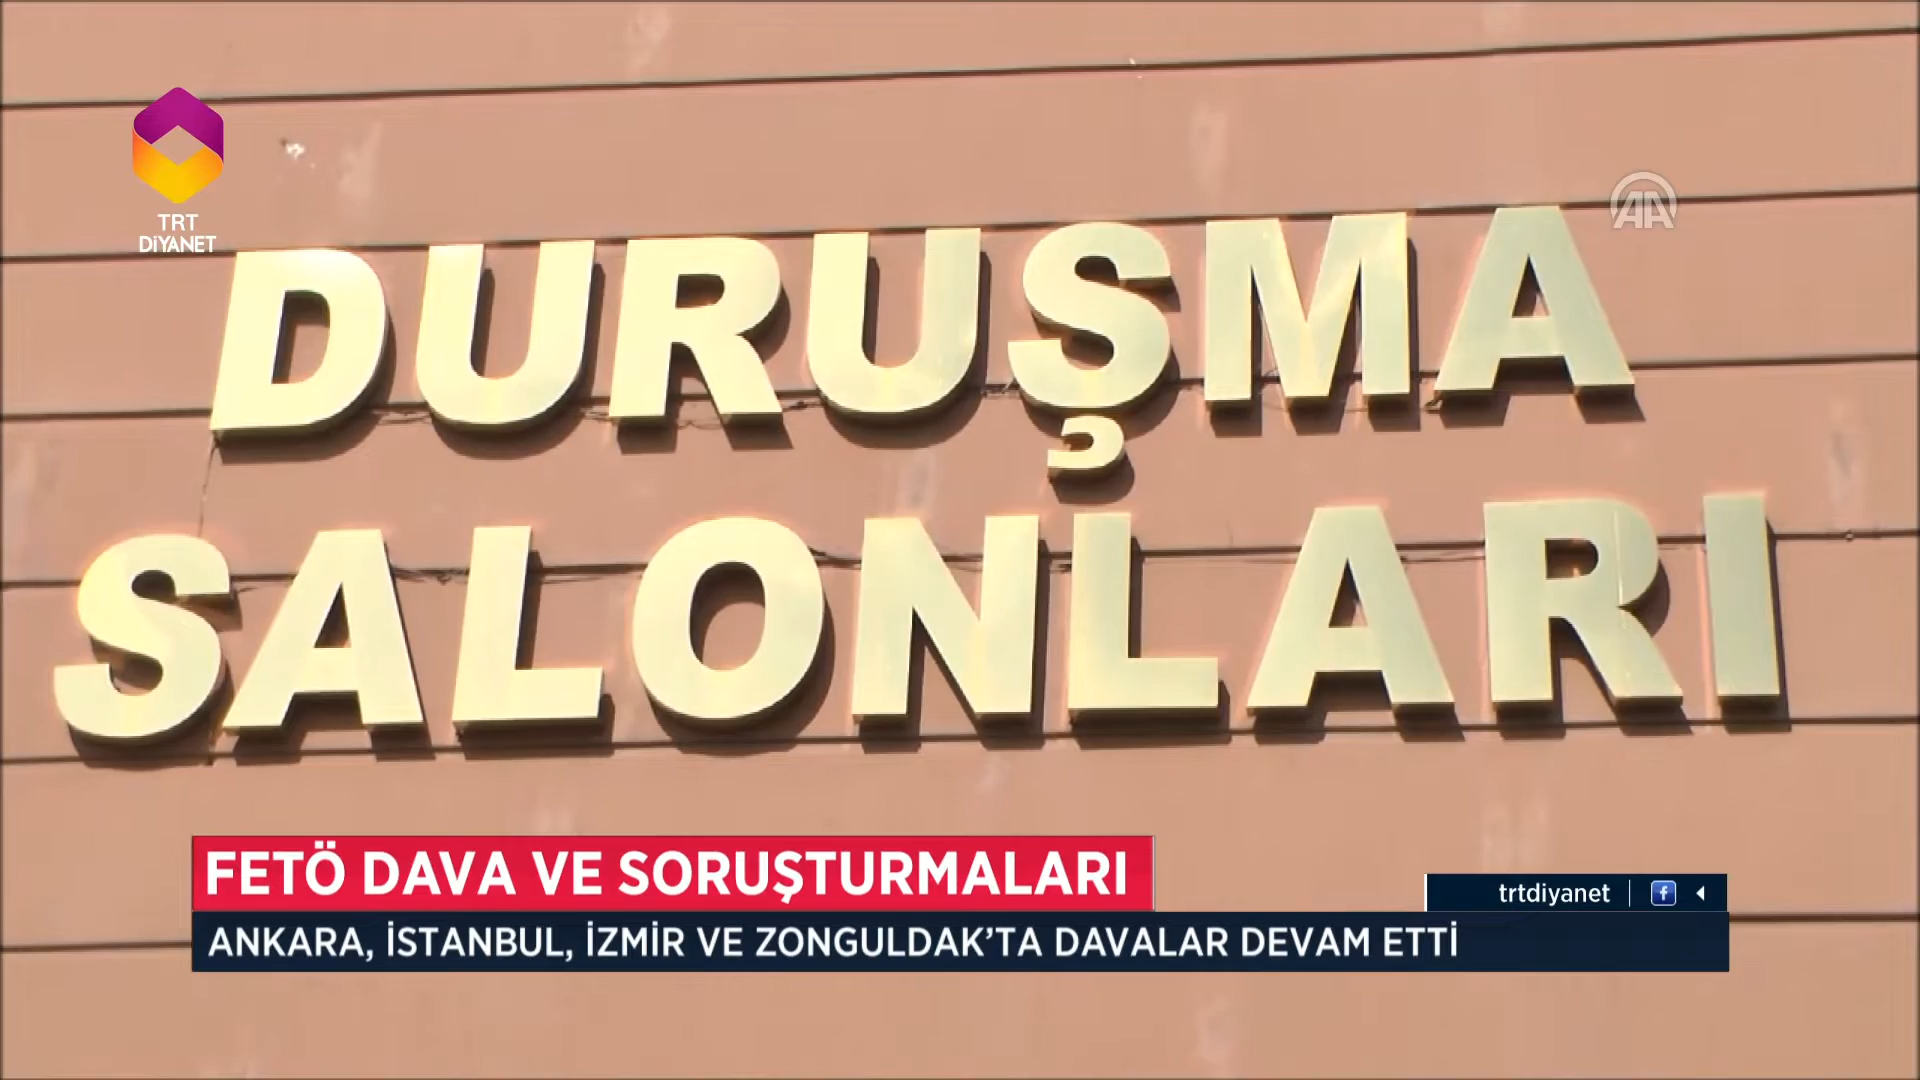 TRT
DİYANET
AA
DURUŞMA
SALONLARI
FETÖ DAVA VE SORUŞTURMALARI
trtdiyanet
ANKARA, İSTANBUL, İZMİR VE ZONGULDAK’TA DAVALAR DEVAM ETTİ